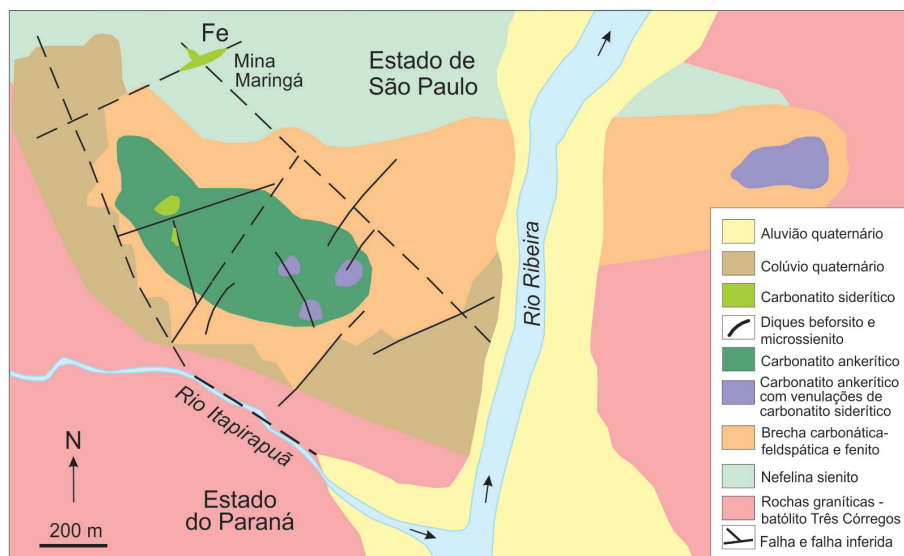 Fe
Mina
Maringá
Estado de
São Paulo
Rio Ribeira
Rio Itapirapuã
N
200 m
Estado
do Paraná
Aluvião quaternário
Colúvio quaternário
Carbonatito siderítico
Diques beforsito e
microssienito
Carbonatito ankerítico
Carbonatito ankerítico
com venulações de
carbonatito siderítico
Brecha carbonática-
feldspática e fenito
Nefelina sienito
Rochas graníticas -
batólito Três Córregos
Falha e falha inferida